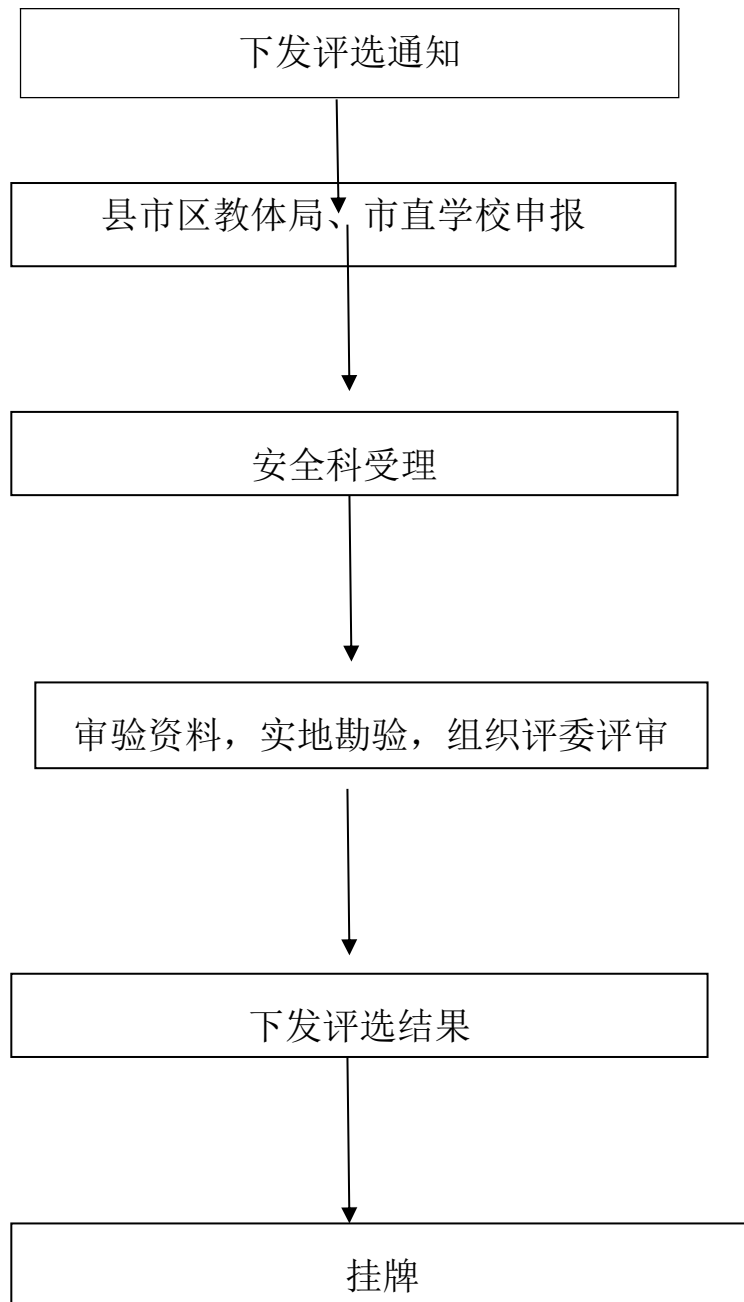 下发评选通知
县市区教体局、市直学校申报
安全科受理
审验资料，实地勘验，组织评委评审
下发评选结果
挂牌